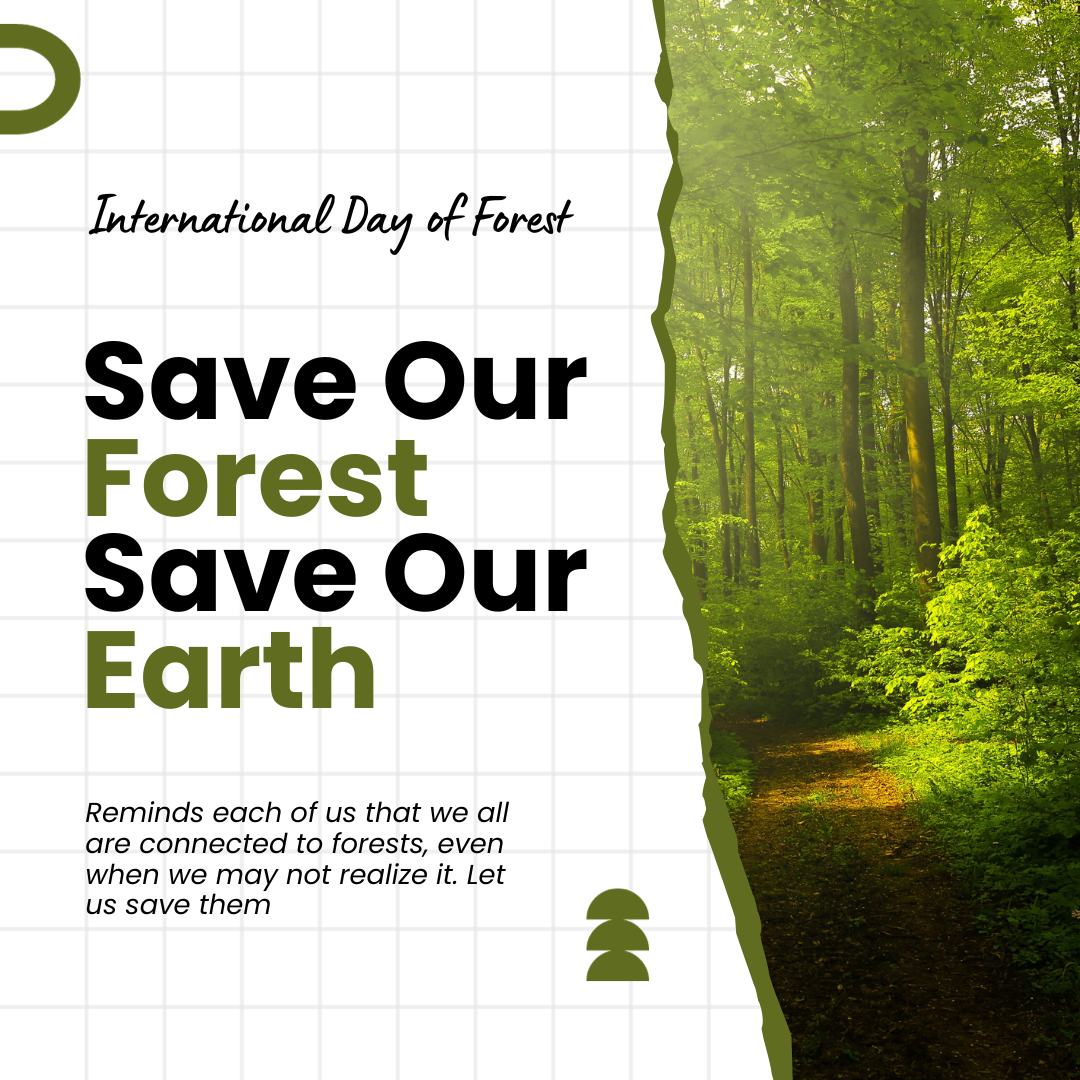 International Day of Forest
Save Our
Forest
Save Our
Earth
Reminds each of us that we all
are connected to forests, even
when we may not realize it. Let
us save them